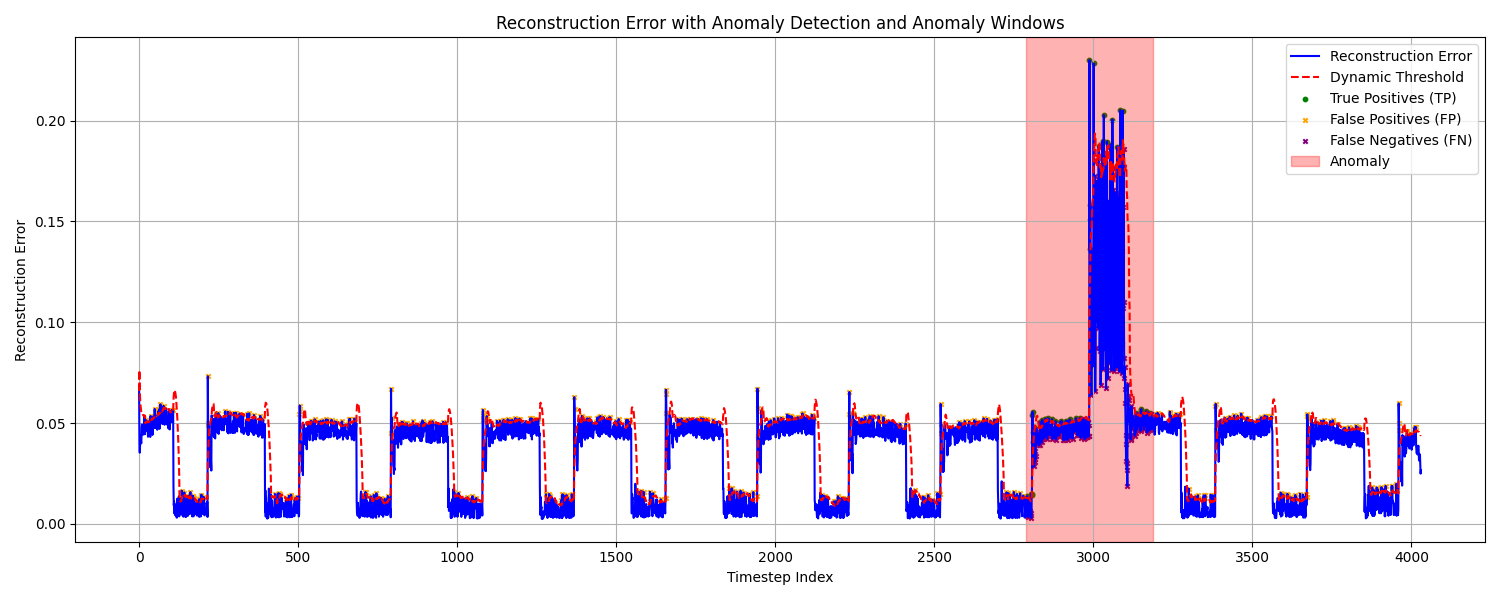 Reconstruction Error with Anomaly Detection and Anomaly Windows
Reconstruction Error
0.20
0.15
0.10
0.05
0.00
Reconstruction Error
Dynamic Threshold
True Positives (TP)
False Positives (FP)
False Negatives (FN)
Anomaly
0 500 1000 1500 2000 2500 3000 3500 4000
Timestep Index